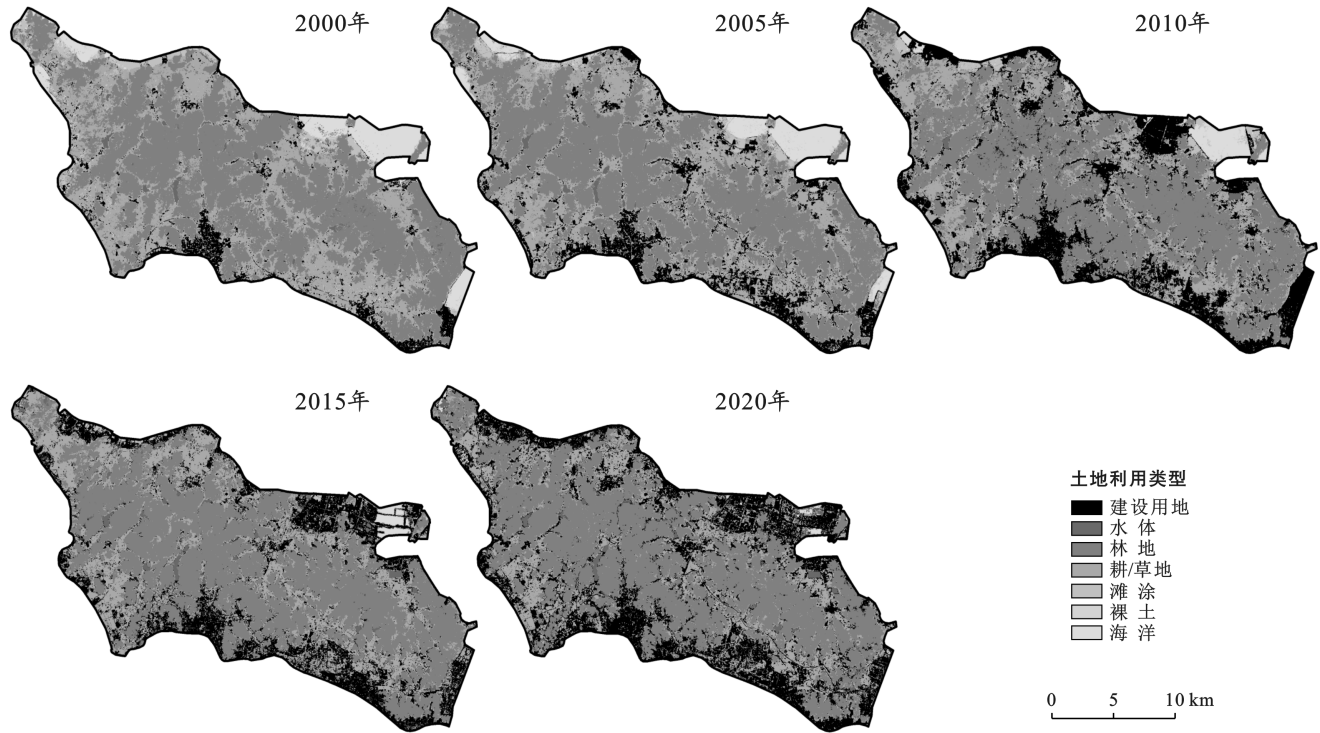 2000年
2005年
2010年
2015年
2020年
土地利用类型
建设用地
水 体
林 地
耕/草地
滩 涂
裸 土
海 洋
0 5 10 km